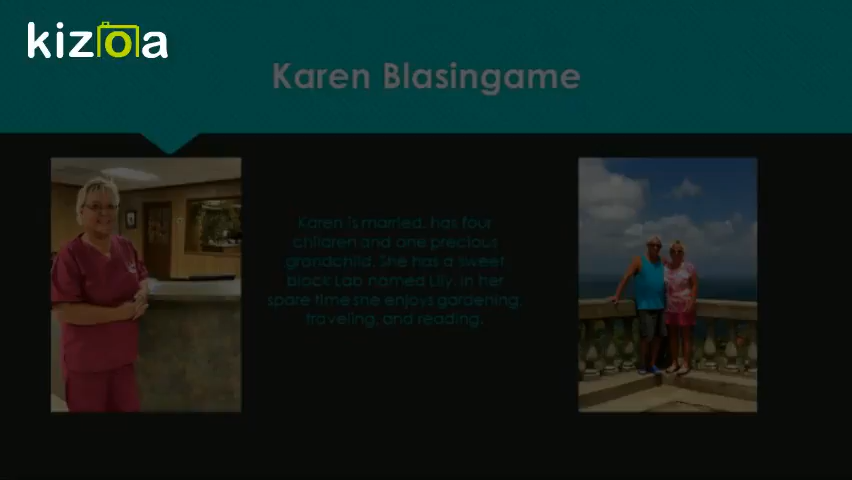 kizoa
Karen Blasingame
Karen is married, has four
children and one precious
grandchild. She has a sweet
black Lab named Lily. In her
spare time she enjoys gardening,
traveling, and reading.